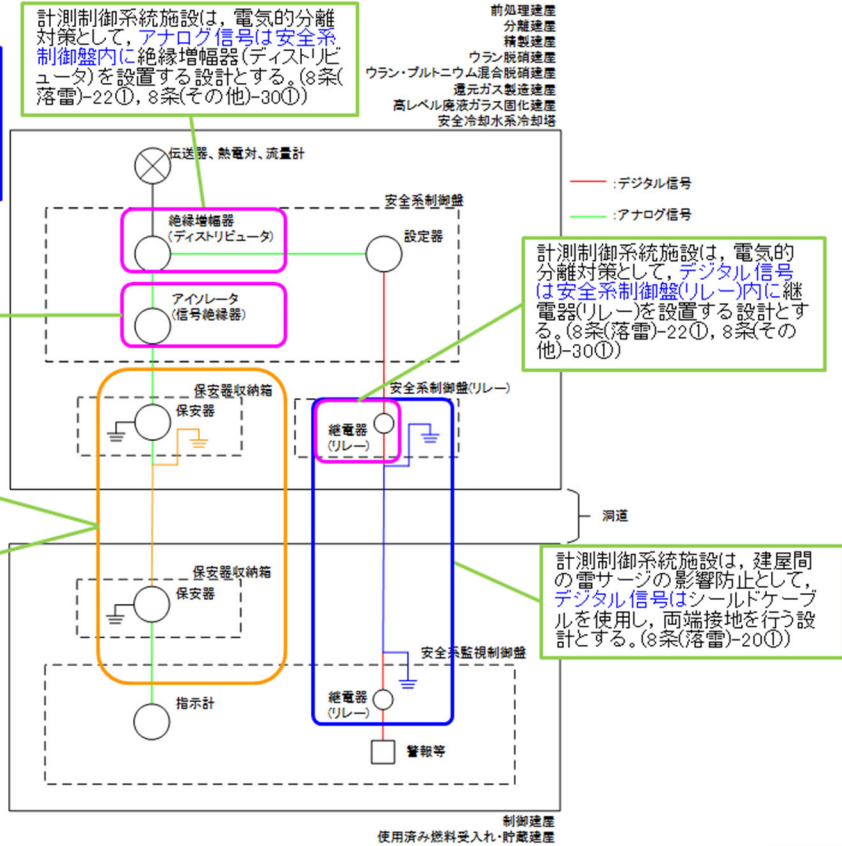 計測制御系統施設は，電気的分離
対策として，アナログ信号は安全系
制御盤内に絶縁増幅器(ディストリビ
ュータ)を設置する設計とする。(8条(
落雷)-22①，8条(その他)-30①))
前処理建屋
分離建屋
精製建屋
ウラン脱硝建屋
ウラン・プルトニウム混合脱硝建屋
還元ガス製造建屋
高レベル廃液ガラス固化建屋
安全冷却水系冷却塔
伝送器、熱電対、流量計
:デジタル信号
:アナログ信号
安全系制御盤
絶縁増幅器
(ディストリビュータ)
設定器
アイソレータ
(信号絶縁器)
計測制御系統施設は，電気的
分離対策として，デジタル信号
は安全系制御盤(リレー)内に継
電器(リレー)を設置する設計とす
る。(8条(落雷)-22①，8条(その
他)-30①))
保安器収納箱
保安器
安全系制御盤(リレー)
継電器
(リレー)
洞道
保安器収納箱
保安器
計測制御系統施設は，建屋間
の雷サージの影響防止として，
デジタル信号はシールドケーブ
ルを使用し，両端接地を行う設
計とする。(8条(落雷)-20①))
安全系監視制御盤
指示計
継電器
(リレー)
警報等
制御建屋
使用済み燃料受入れ・貯蔵建屋